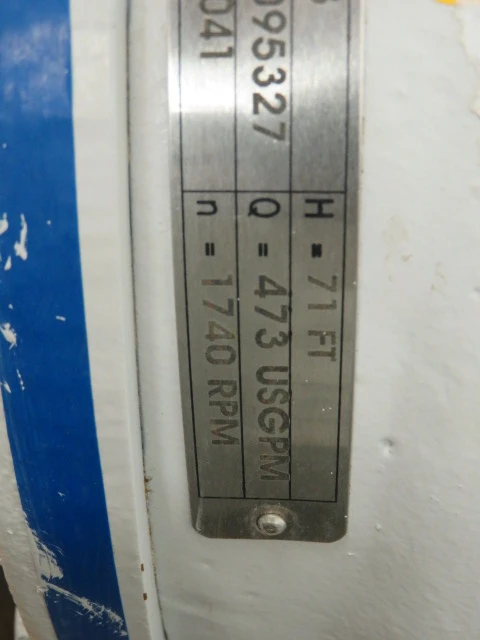 H = 71 FT
095327
Q = 473 USGPM
041
n = 1740 RPM